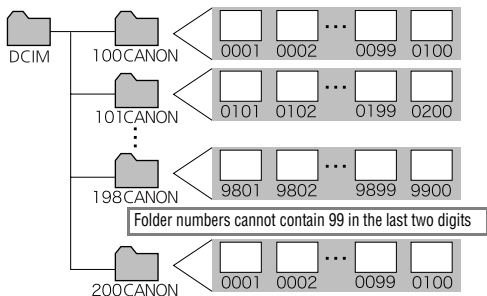 0001 0002 ... 0099 0100
DCIM 100CANON
0101 0102 ... 0199 0200
101CANON
9801 9802 ... 9899 9900
198CANON
Folder numbers cannot contain 99 in the last two digits
0001 0002 ... 0099 0100
200CANON